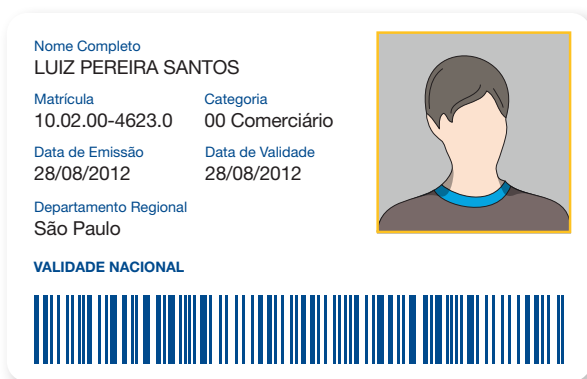 Nome Completo
LUIZ PEREIRA SANTOS
Matrícula Categoria
10.02.00-4623.0 00 Comerciário
Data de Emissão Data de Validade
28/08/2012 28/08/2012
Departamento Regional
São Paulo
VALIDADE NACIONAL